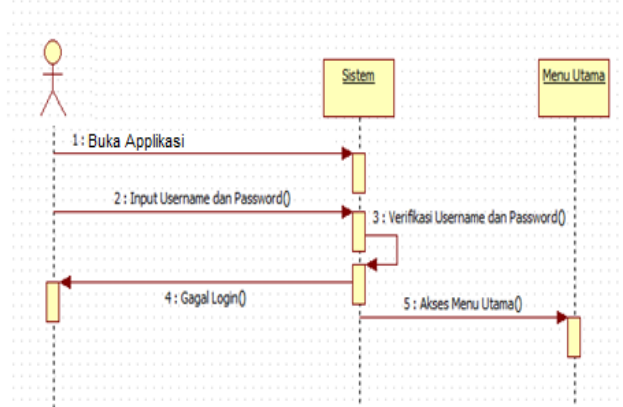 Sistem
Menu Utama
1 : Buka Applikasi
2 : Input Username dan Password()
3 : Verifikasi Username dan Password()
4 : Gagal Login()
5 : Akses Menu Utama()